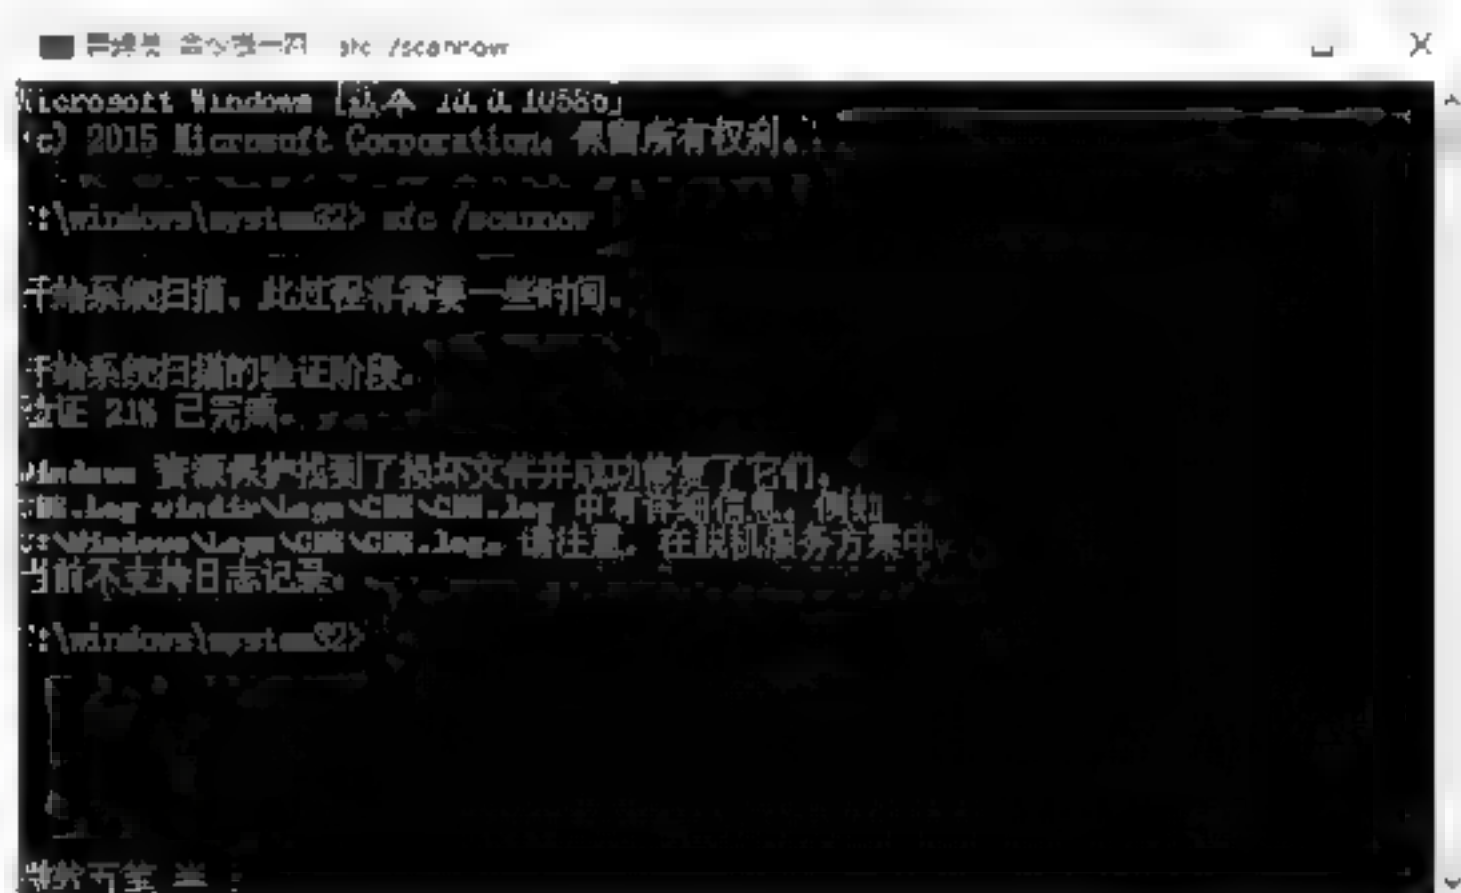 sfc /scannow
Microsoft Windows [版本 10.0.10586]
(c) 2015 Microsoft Corporation。保留所有权利。
C:\windows\system32> sfc /scannow
开始系统扫描。此过程将需要一些时间。
开始系统扫描的验证阶段。
验证 21% 已完成。
Windows 资源保护找到了损坏文件并成功修复了它们。
CBS.log windir\Logs\CBS\CBS.log 中有详细信息。例如
C:\Windows\Logs\CBS\CBS.log。请注意，在脱机服务方案中
当前不支持日志记录。
C:\windows\system32>